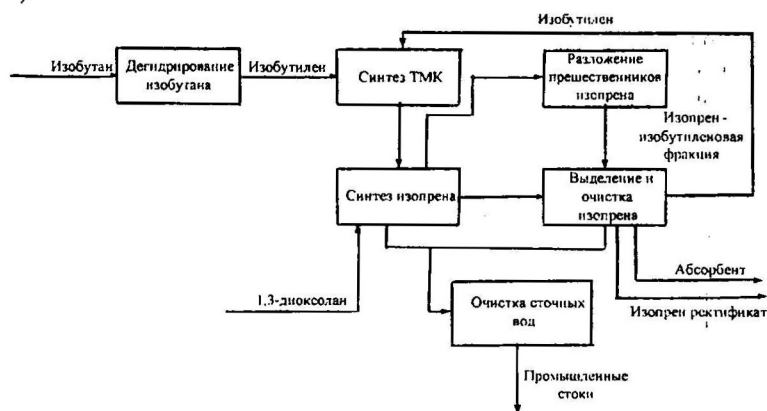 Изобутилен
Изобутан
Дегидрирование
изобутана
Изобутилен
Синтез ТМК
Разложение
прешественников
изопрена
Изопрен-
изобутиленовая
фракция
Синтез изопрена
Выделение и
очистка
изопрена
Абсорбент
1,3-диоксолан
Очистка сточных
вод
Изопрен ректификат
Промышленные
стоки